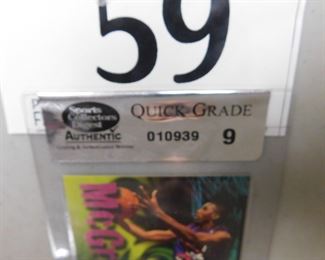 59
Sports
Collectors
Digest
AUTHENTIC
QUICK-GRADE
010939 9
McGr